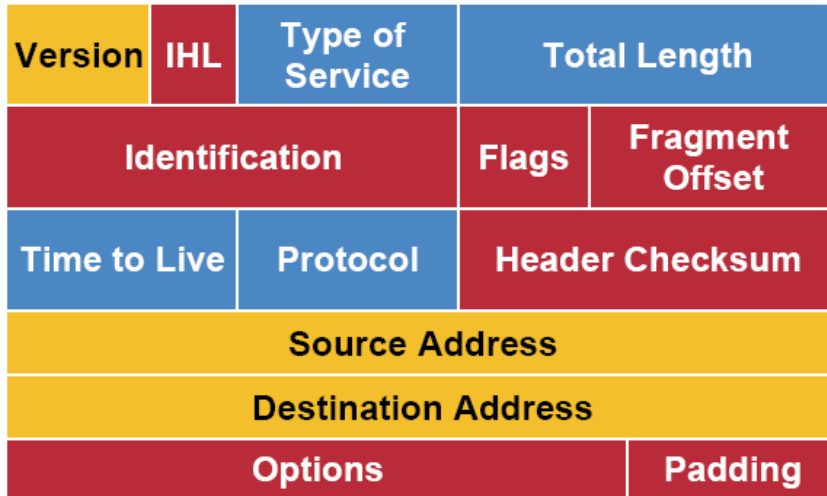 Version IHL Type of Service Total Length
Identification Flags Fragment Offset
Time to Live Protocol Header Checksum
Source Address
Destination Address
Options Padding